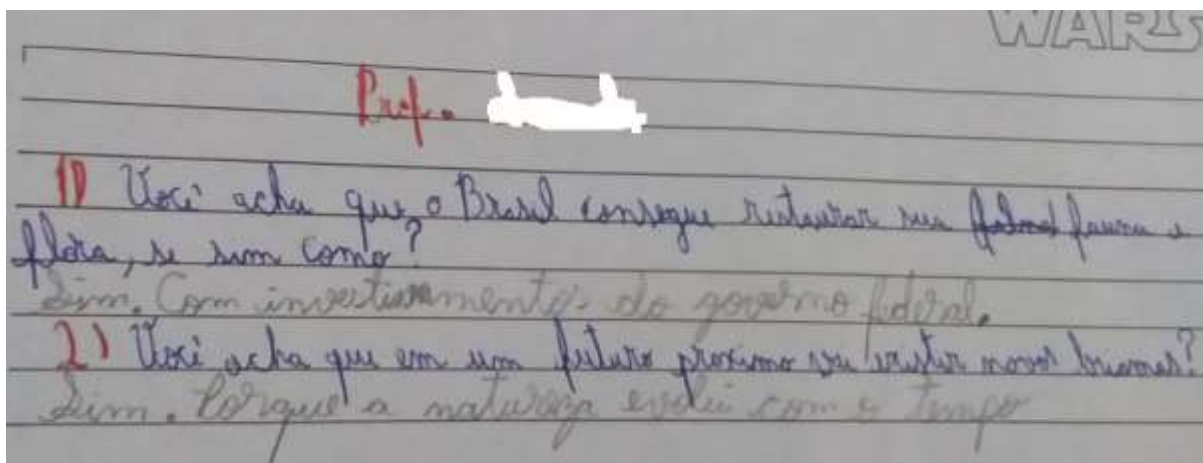 WARS
Prof.
1) Você acha que o Brasil consegue restaurar sua fauna e
flora, se sim como?
Sim. Com investimento do governo federal.
2) Você acha que em um futuro proximo vai existir novos biomas?
Sim. Porque a natureza evolui com o tempo